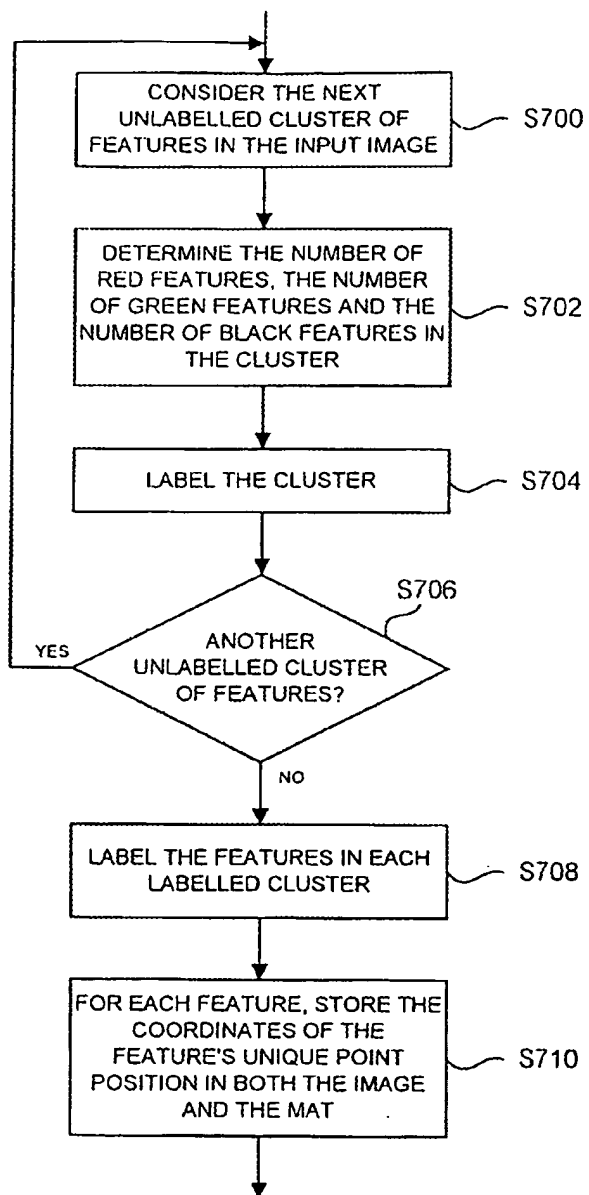 CONSIDER THE NEXT
UNLABELLED CLUSTER OF
FEATURES IN THE INPUT IMAGE
S700
DETERMINE THE NUMBER OF
RED FEATURES, THE NUMBER
OF GREEN FEATURES AND THE
NUMBER OF BLACK FEATURES IN
THE CLUSTER
S702
LABEL THE CLUSTER
S704
S706
ANOTHER
UNLABELLED CLUSTER
OF FEATURES?
YES
NO
LABEL THE FEATURES IN EACH
LABELLED CLUSTER
S708
FOR EACH FEATURE, STORE THE
COORDINATES OF THE
FEATURE'S UNIQUE POINT
POSITION IN BOTH THE IMAGE
AND THE MAT
S710